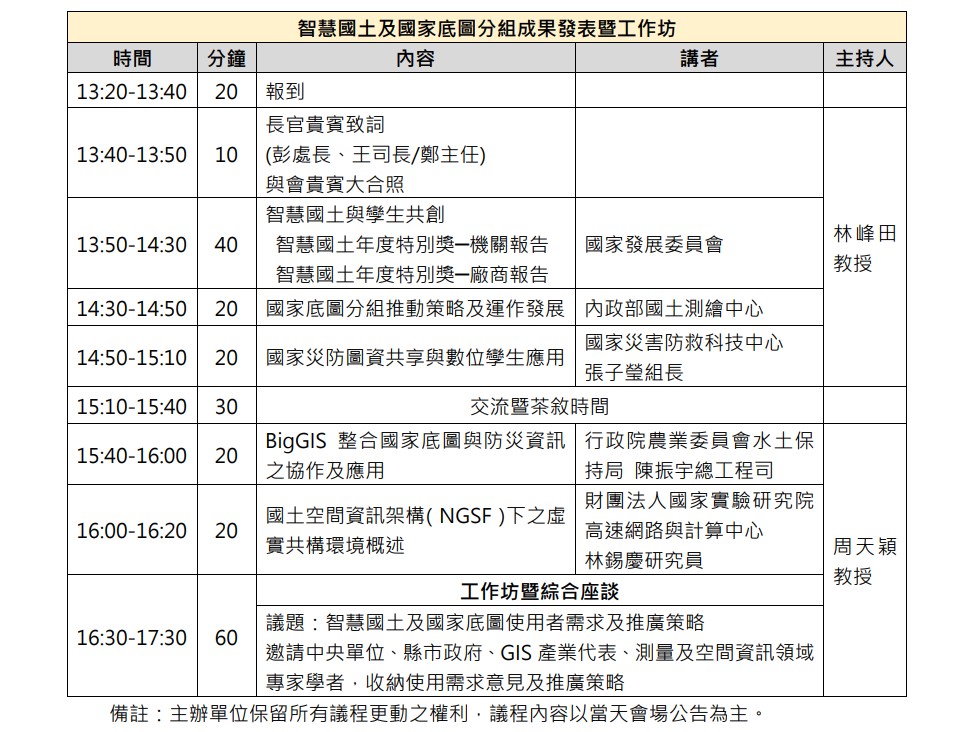 智慧國土及國家底圖分組成果發表暨工作坊
時間 分鐘 內容 講者 主持人
13:20-13:40 20 報到
13:40-13:50 10 長官貴賓致詞
(彭處長、王司長/鄭主任)
與會貴賓大合照
林峰田
教授
13:50-14:30 40 智慧國土與孿生共創
智慧國土年度特別獎─機關報告
智慧國土年度特別獎─廠商報告
國家發展委員會
14:30-14:50 20 國家底圖分組推動策略及運作發展 內政部國土測繪中心
14:50-15:10 20 國家災防圖資共享與數位孿生應用 國家災害防救科技中心
張子瑩組長
15:10-15:40 30 交流暨茶敘時間
15:40-16:00 20 BigGIS 整合國家底圖與防災資訊
之協作及應用
行政院農業委員會水土保
持局 陳振宇總工程司
周天穎
教授
16:00-16:20 20 國土空間資訊架構( NGSF )下之虛
實共構環境概述
財團法人國家實驗研究院
高速網路與計算中心
林錫慶研究員
16:30-17:30 60 工作坊暨綜合座談
議題：智慧國土及國家底圖使用者需求及推廣策略
邀請中央單位、縣市政府、GIS 產業代表、測量及空間資訊領域
專家學者，收納使用需求意見及推廣策略
備註：主辦單位保留所有議程更動之權利，議程內容以當天會場公告為主。